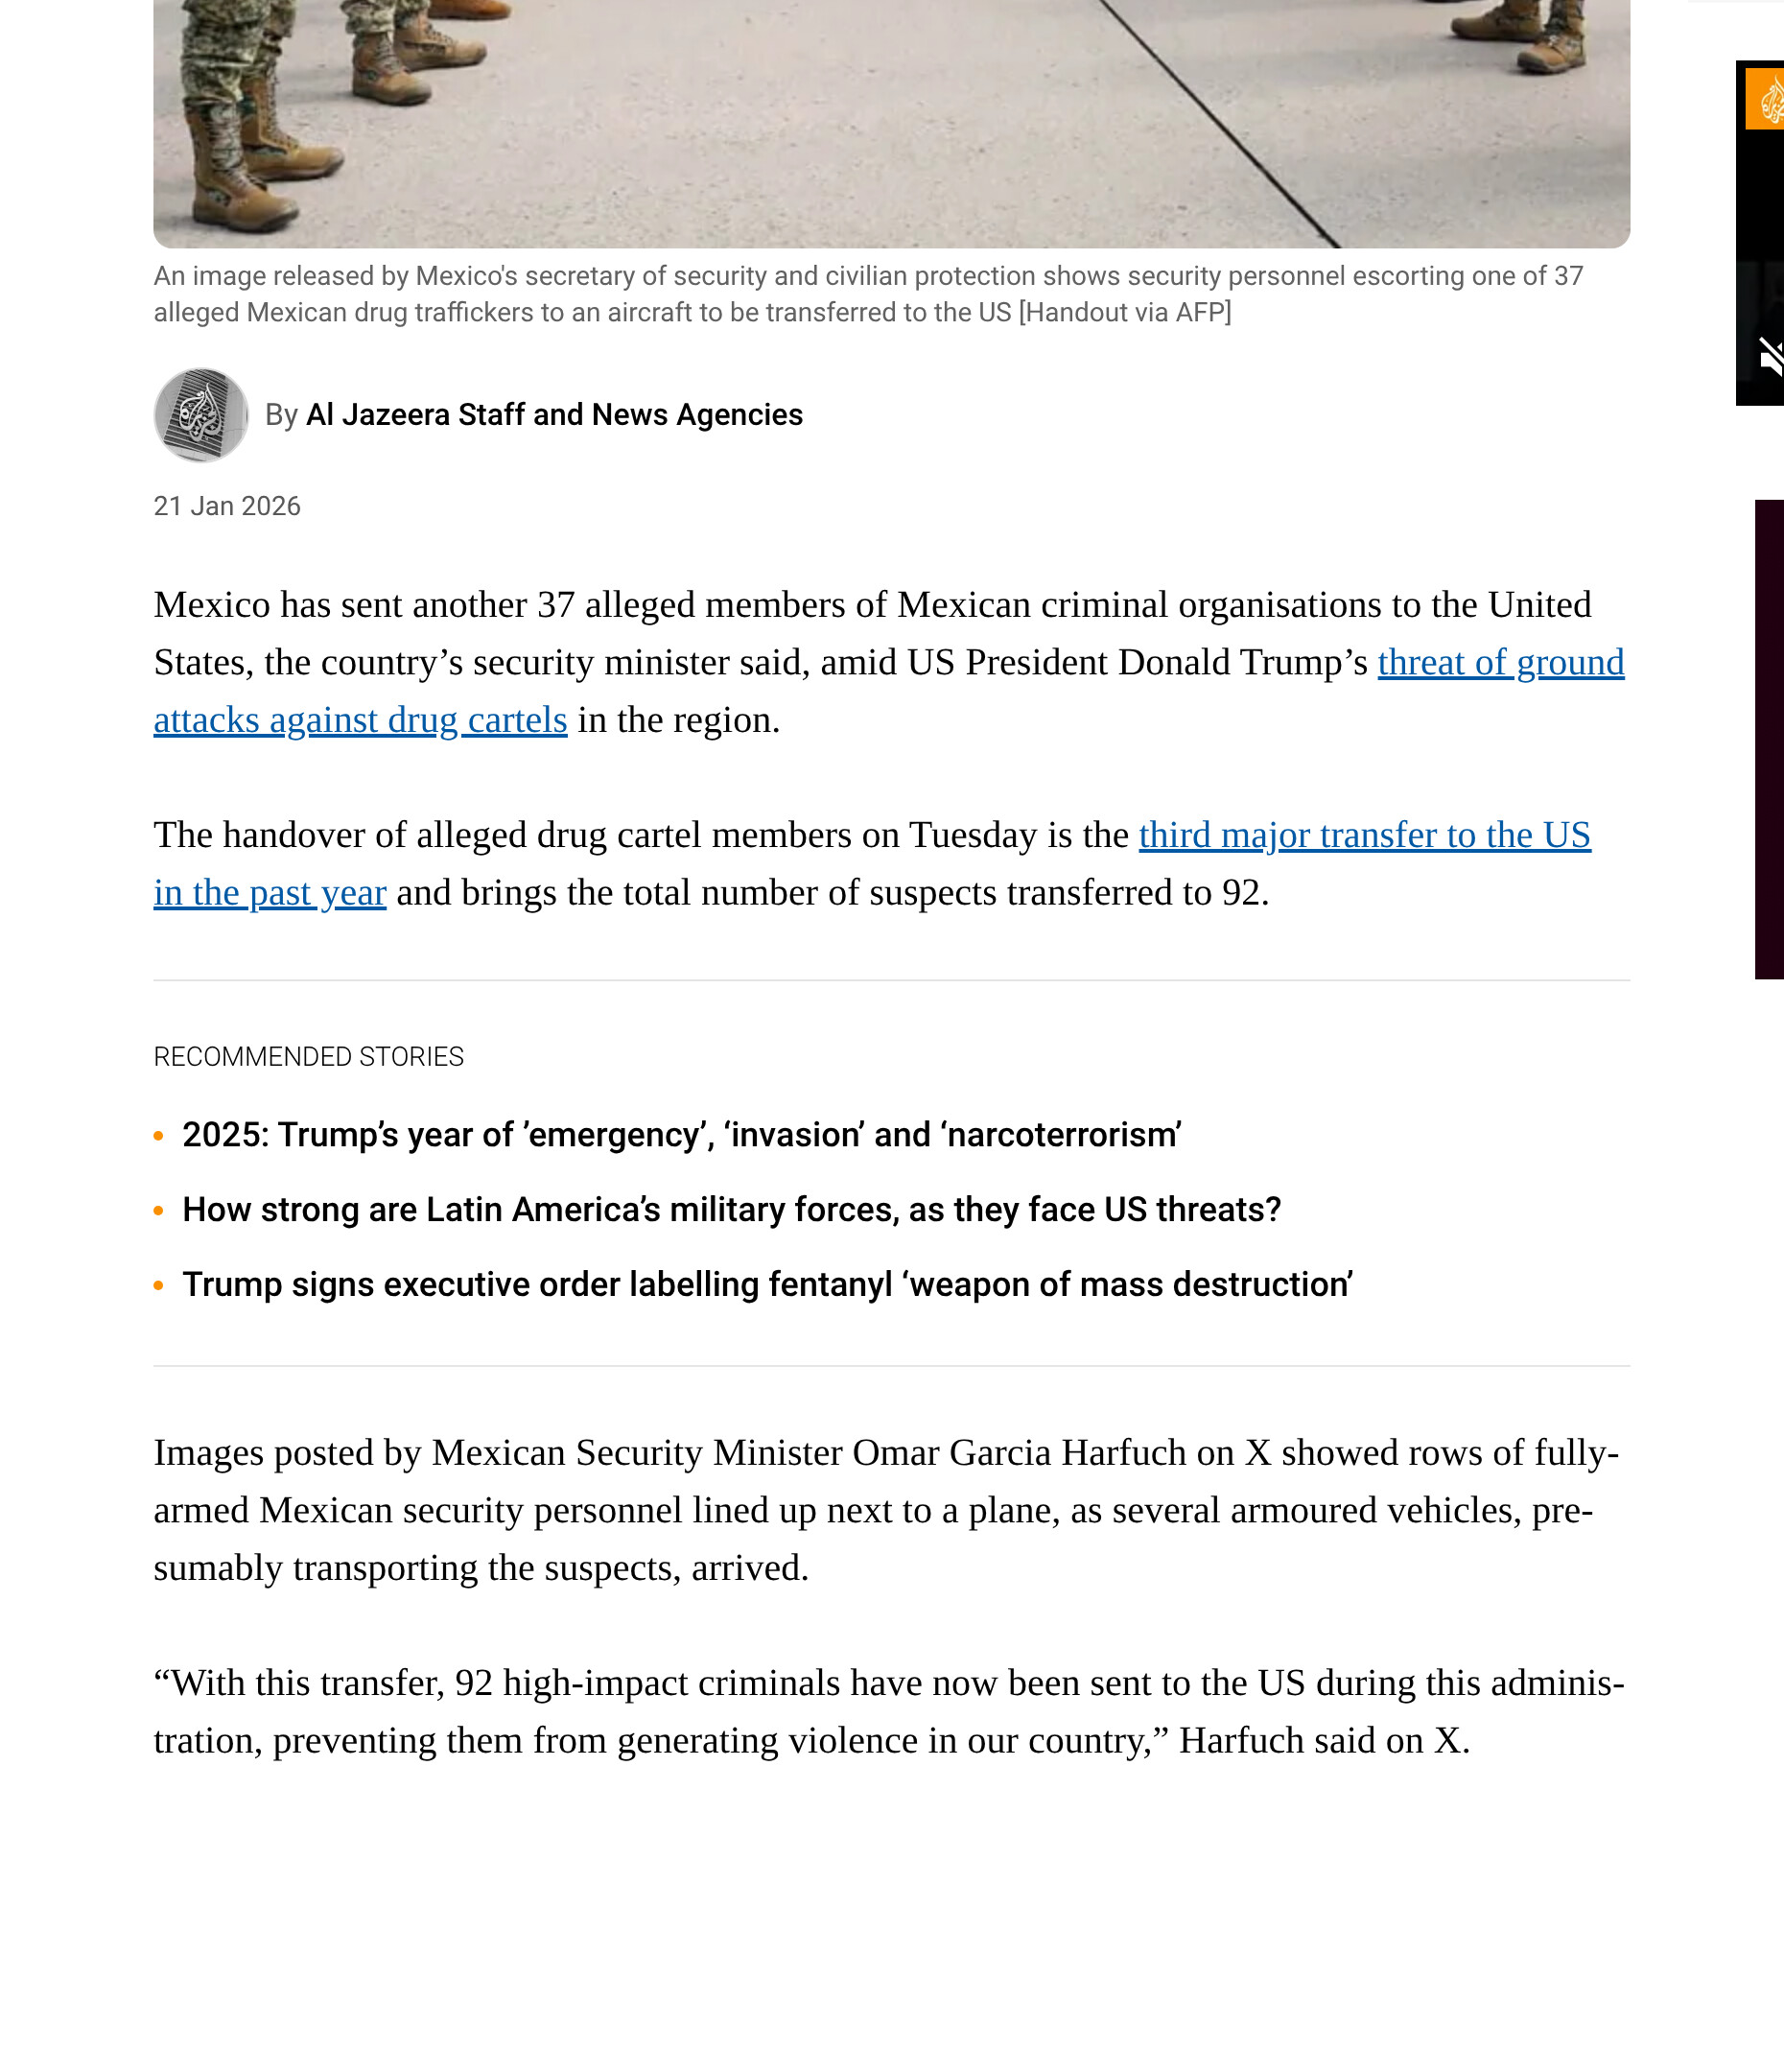 An image released by Mexico's secretary of security and civilian protection shows security personnel escorting one of 37
alleged Mexican drug traffickers to an aircraft to be transferred to the US [Handout via AFP]
By Al Jazeera Staff and News Agencies
21 Jan 2026
Mexico has sent another 37 alleged members of Mexican criminal organisations to the United
States, the country’s security minister said, amid US President Donald Trump’s threat of ground
attacks against drug cartels in the region.
The handover of alleged drug cartel members on Tuesday is the third major transfer to the US
in the past year and brings the total number of suspects transferred to 92.
RECOMMENDED STORIES
• 2025: Trump’s year of ’emergency’, ‘invasion’ and ‘narcoterrorism’
• How strong are Latin America’s military forces, as they face US threats?
• Trump signs executive order labelling fentanyl ‘weapon of mass destruction’
Images posted by Mexican Security Minister Omar Garcia Harfuch on X showed rows of fully-
armed Mexican security personnel lined up next to a plane, as several armoured vehicles, pre-
sumably transporting the suspects, arrived.
“With this transfer, 92 high-impact criminals have now been sent to the US during this adminis-
tration, preventing them from generating violence in our country,” Harfuch said on X.